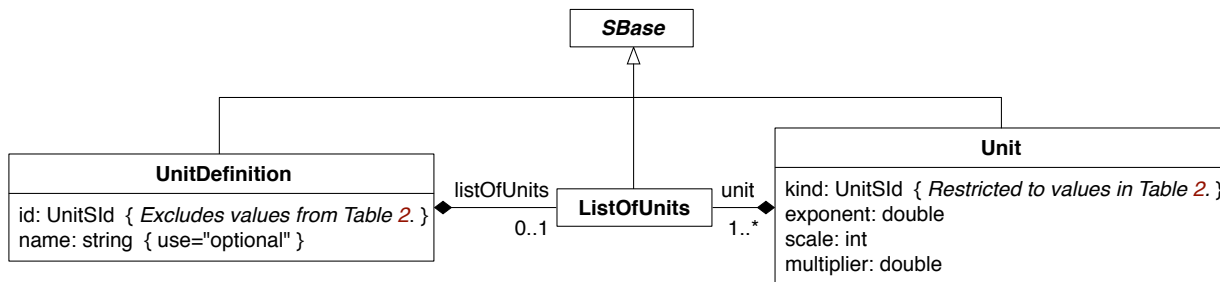 SBase
UnitDefinition
id: UnitSId { Excludes values from Table 2. }
name: string { use="optional" }
listOfUnits
0..1
ListOfUnits
unit
1..*
Unit
kind: UnitSId { Restricted to values in Table 2. }
exponent: double
scale: int
multiplier: double